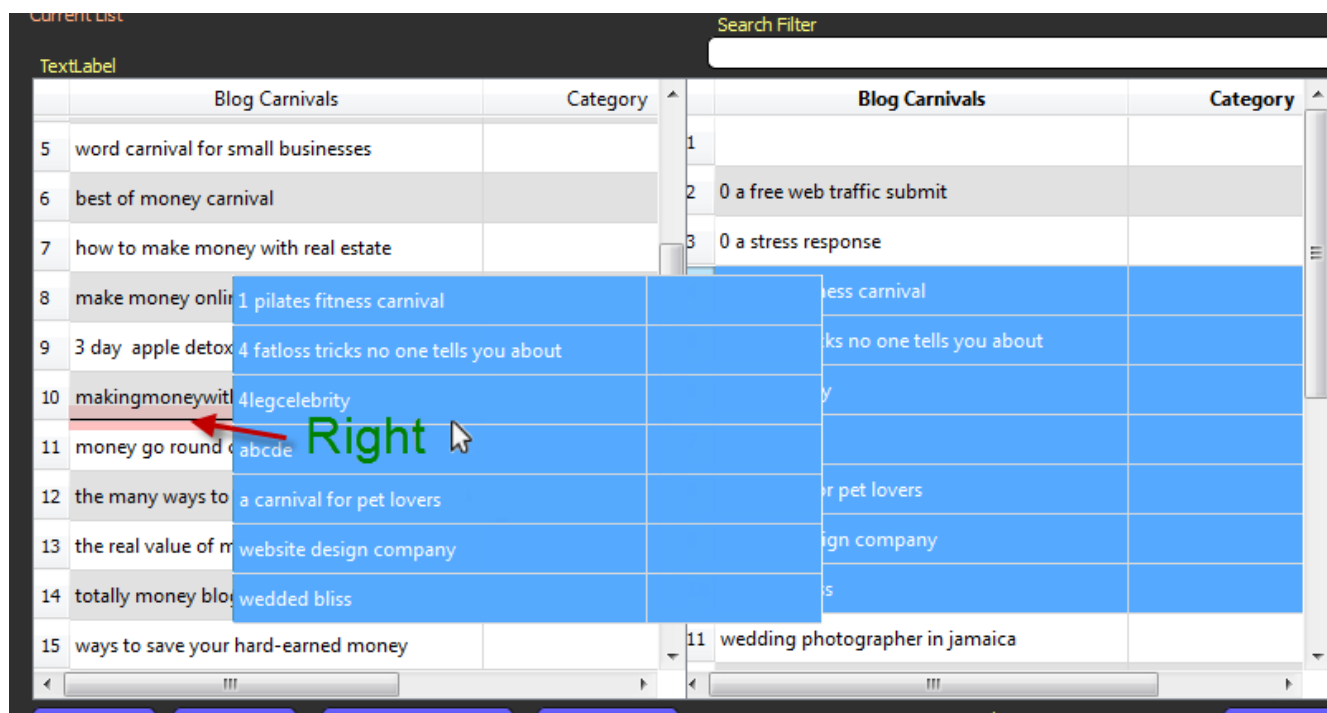 Current List
Search Filter
TextLabel
Blog Carnivals Category
5 word carnival for small businesses
6 best of money carnival
7 how to make money with real estate
8 make money onlin
9 3 day apple detox
10 makingmoneywith
11 money go round
12 the many ways to
13 the real value of m
14 totally money blog
15 ways to save your hard-earned money
1 pilates fitness carnival
4 fatloss tricks no one tells you about
4legcelebrity
abcde
a carnival for pet lovers
website design company
wedded bliss
Right
Blog Carnivals Category
1
2 0 a free web traffic submit
3 0 a stress response
ess carnival
ks no one tells you about
y
r pet lovers
ign company
s
11 wedding photographer in jamaica